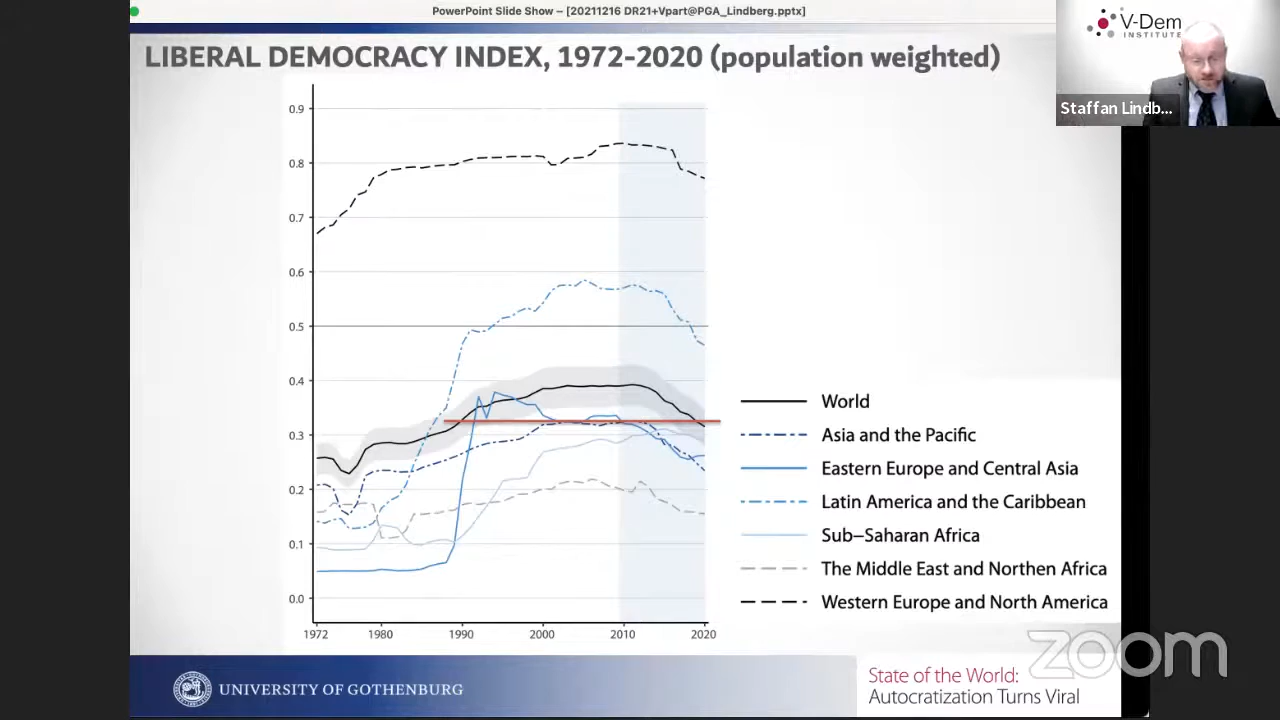 PowerPoint Slide Show – [20211216 DR21+Vpart@PGA_Lindberg.pptx]
V-Dem
INSTITUTE
Staffan Lindb...
LIBERAL DEMOCRACY INDEX, 1972-2020 (population weighted)
0.9
0.8
0.7
0.6
0.5
0.4
0.3
0.2
0.1
0.0
1972 1980 1990 2000 2010 2020
World
Asia and the Pacific
Eastern Europe and Central Asia
Latin America and the Caribbean
Sub–Saharan Africa
The Middle East and Northen Africa
Western Europe and North America
zoom
UNIVERSITY OF GOTHENBURG
State of the World:
Autocratization Turns Viral